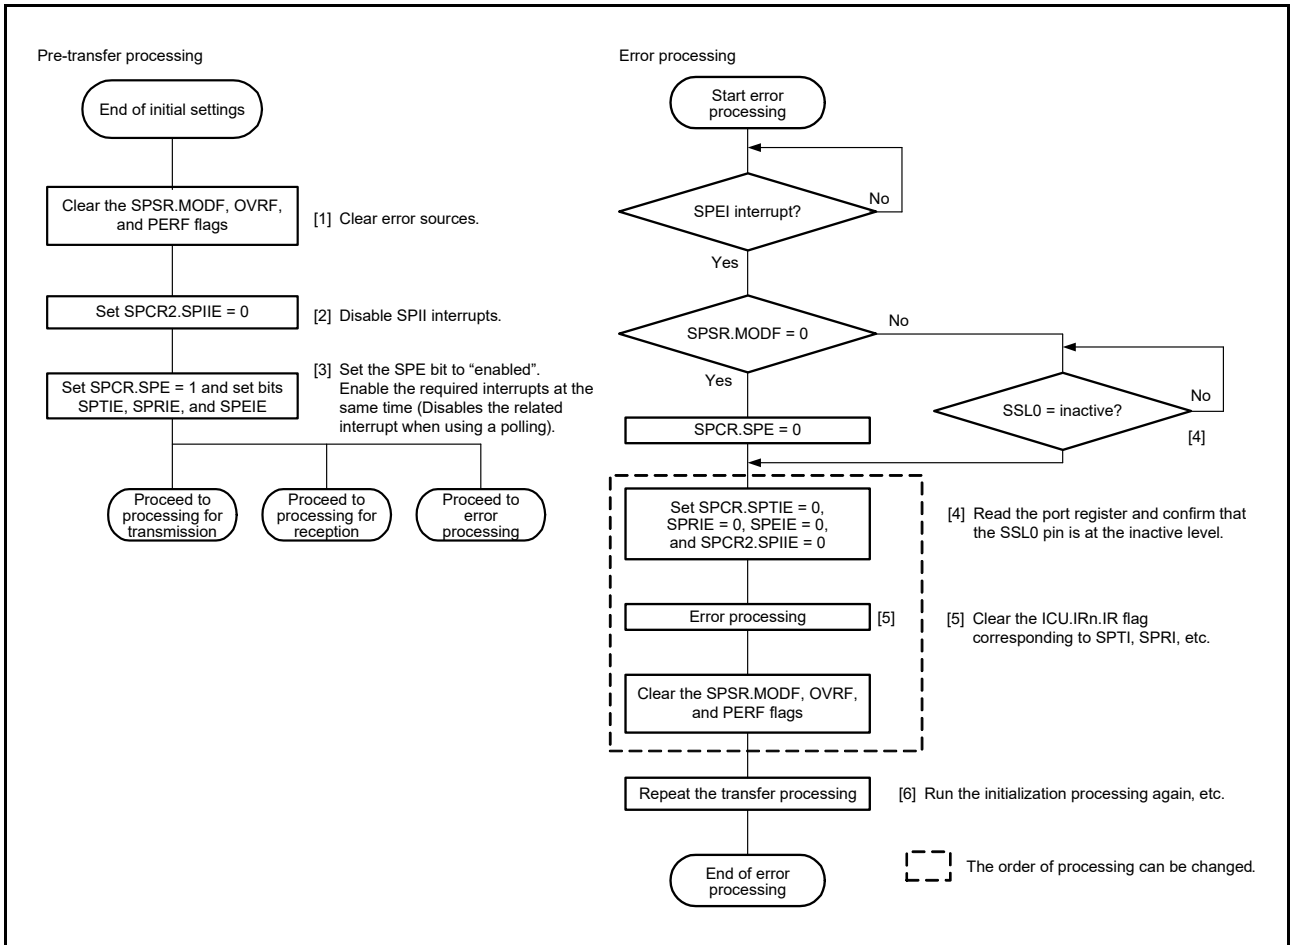 Pre-transfer processing
End of initial settings
Clear the SPSR.MODF, OVRF,
and PERF flags
[1] Clear error sources.
Set SPCR2.SPIIE = 0
[2] Disable SPII interrupts.
Set SPCR.SPE = 1 and set bits
SPTIE, SPRIE, and SPEIE
[3] Set the SPE bit to “enabled”.
Enable the required interrupts at the
same time (Disables the related
interrupt when using a polling).
Proceed to
processing for
transmission
Proceed to
processing for
reception
Proceed to
error
processing
Error processing
Start error
processing
SPEI interrupt?
No
Yes
SPSR.MODF = 0
No
Yes
SSL0 = inactive?
No
[4]
SPCR.SPE = 0
Set SPCR.SPTIE = 0,
SPRIE = 0, SPEIE = 0,
and SPCR2.SPIIE = 0
[4] Read the port register and confirm that
the SSL0 pin is at the inactive level.
Error processing
[5]
[5] Clear the ICU.IRn.IR flag
corresponding to SPTI, SPRI, etc.
Clear the SPSR.MODF, OVRF,
and PERF flags
Repeat the transfer processing
[6] Run the initialization processing again, etc.
End of error
processing
The order of processing can be changed.